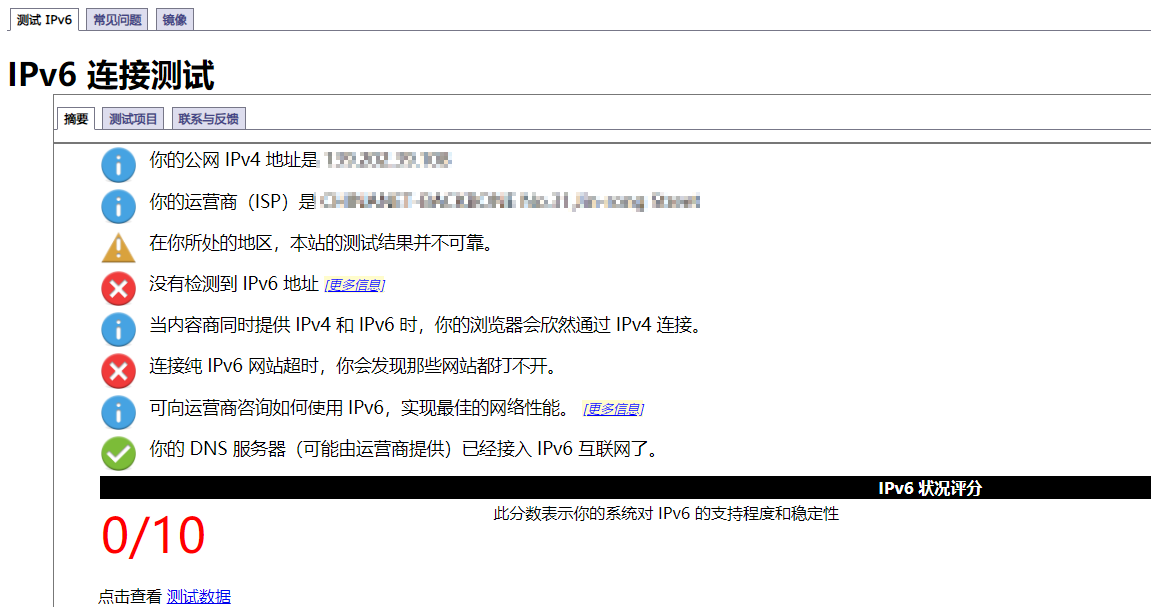 测试 IPv6 常见问题 镜像
IPv6 连接测试
摘要 测试项目 联系与反馈
你的公网 IPv4 地址是
你的运营商（ISP）是
在你所处的地区，本站的测试结果并不可靠。
没有检测到 IPv6 地址 [更多信息]
当内容商同时提供 IPv4 和 IPv6 时，你的浏览器会欣然通过 IPv4 连接。
连接纯 IPv6 网站超时，你会发现那些网站都打不开。
可向运营商咨询如何使用 IPv6，实现最佳的网络性能。 [更多信息]
你的 DNS 服务器（可能由运营商提供）已经接入 IPv6 互联网了。
IPv6 状况评分
0/10 此分数表示你的系统对 IPv6 的支持程度和稳定性
点击查看 测试数据